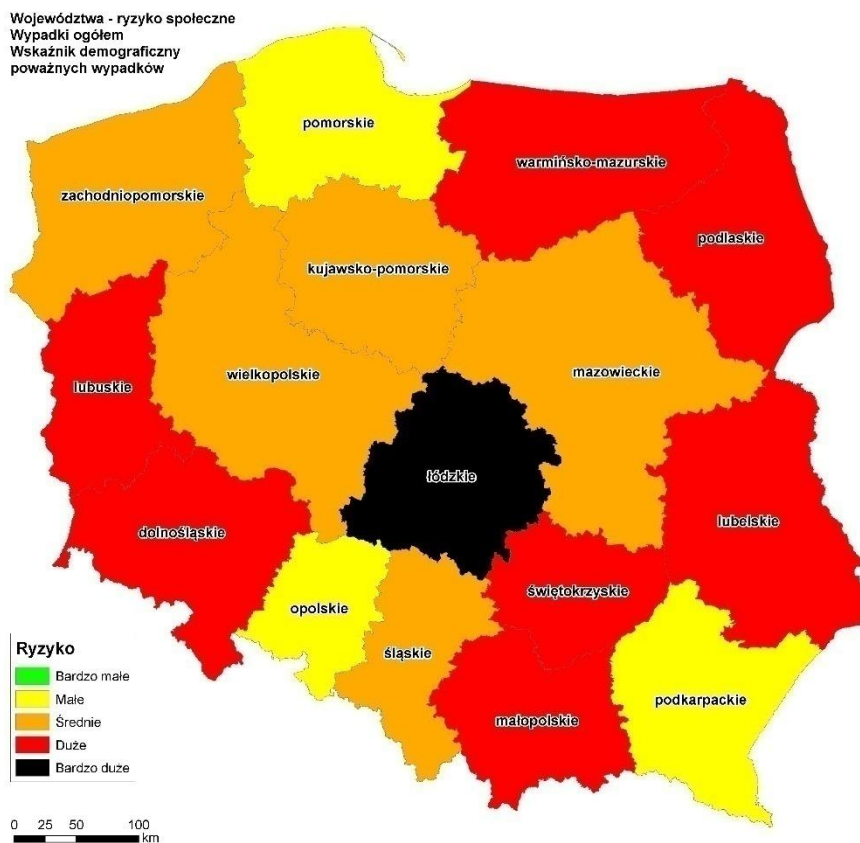 Województwa - ryzyko społeczne
Wypadki ogółem
Wskaźnik demograficzny
poważnych wypadków
pomorskie
warmińsko-mazurskie
zachodniopomorskie
podlaskie
kujawsko-pomorskie
mazowieckie
wielkopolskie
lubuskie
łódzkie
lubelskie
dolnośląskie
świętokrzyskie
opolskie
śląskie
podkarpackie
małopolskie
Ryzyko
Bardzo małe
Małe
Średnie
Duże
Bardzo duże
0 25 50 100
km